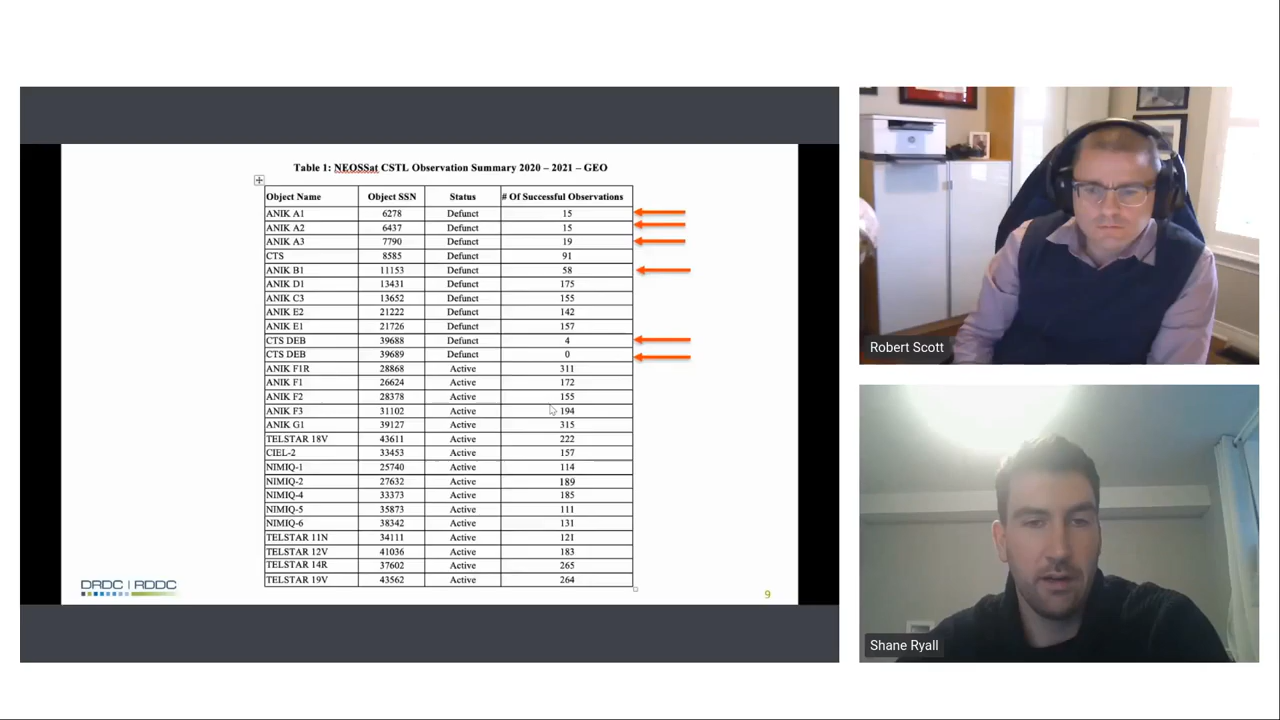 Table 1: NEOSSat CSTL Observation Summary 2020 – 2021 – GEO
Object Name Object SSN Status # Of Successful Observations
ANIK A1 6278 Defunct 15
ANIK A2 6437 Defunct 15
ANIK A3 7790 Defunct 19
CTS 8585 Defunct 91
ANIK B1 11153 Defunct 58
ANIK D1 13431 Defunct 175
ANIK C3 13652 Defunct 155
ANIK E2 21222 Defunct 142
ANIK E1 21726 Defunct 157
CTS DEB 39688 Defunct 4
CTS DEB 39689 Defunct 0
ANIK F1R 28868 Active 311
ANIK F1 26624 Active 172
ANIK F2 28378 Active 155
ANIK F3 31102 Active 194
ANIK G1 39127 Active 315
TELSTAR 18V 43611 Active 222
CIEL-2 33453 Active 157
NIMIQ-1 25740 Active 114
NIMIQ-2 27632 Active 189
NIMIQ-4 33373 Active 185
NIMIQ-5 35873 Active 111
NIMIQ-6 38342 Active 131
TELSTAR 11N 34111 Active 121
TELSTAR 12V 41036 Active 183
TELSTAR 14R 37602 Active 265
TELSTAR 19V 43562 Active 264
DRDC | RDDC
9
Robert Scott
Shane Ryall